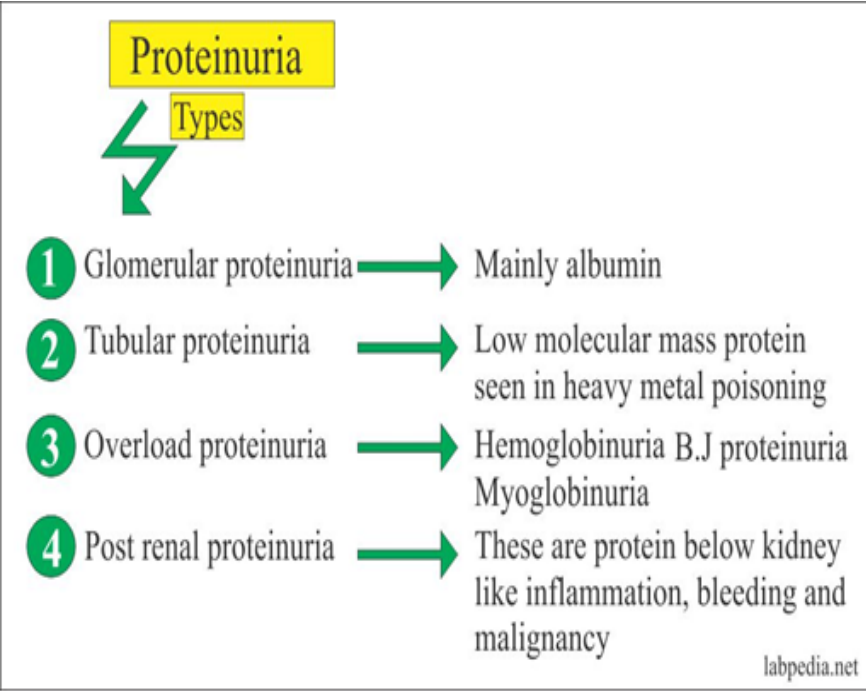 Proteinuria
Types
1 Glomerular proteinuria Mainly albumin
2 Tubular proteinuria Low molecular mass protein
seen in heavy metal poisoning
3 Overload proteinuria Hemoglobinuria B.J proteinuria
Myoglobinuria
4 Post renal proteinuria These are protein below kidney
like inflammation, bleeding and
malignancy
labpedia.net